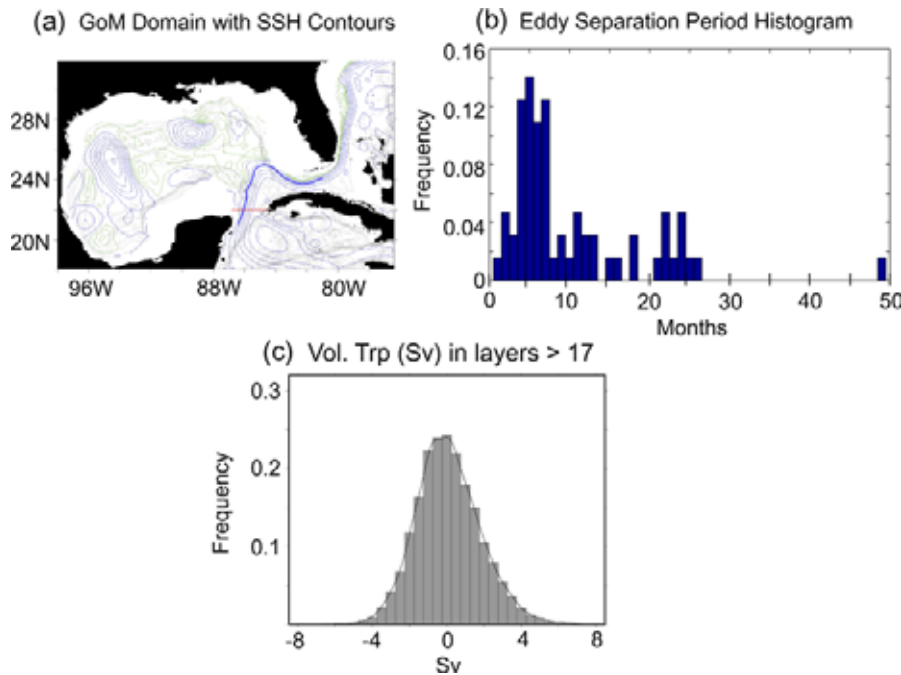 (a) GoM Domain with SSH Contours
28N
24N
20N
96W 88W 80W
(b) Eddy Separation Period Histogram
0.16
0.12
0.08
0.04
0
Frequency
0 10 20 30 40 50
Months
(c) Vol. Trp (Sv) in layers > 17
0.3
0.2
0.1
Frequency
-8 -4 0 4 8
Sv